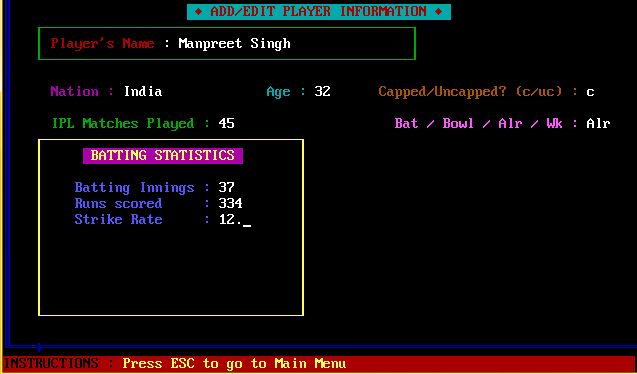 ♦ ADD/EDIT PLAYER INFORMATION ♦
Player's Name : Manpreet Singh
Nation : India Age : 32 Capped/Uncapped? (c/uc) : c
IPL Matches Played : 45 Bat / Bowl / Alr / Wk : Alr
BATTING STATISTICS
Batting Innings : 37
Runs scored : 334
Strike Rate : 12._
INSTRUCTIONS : Press ESC to go to Main Menu